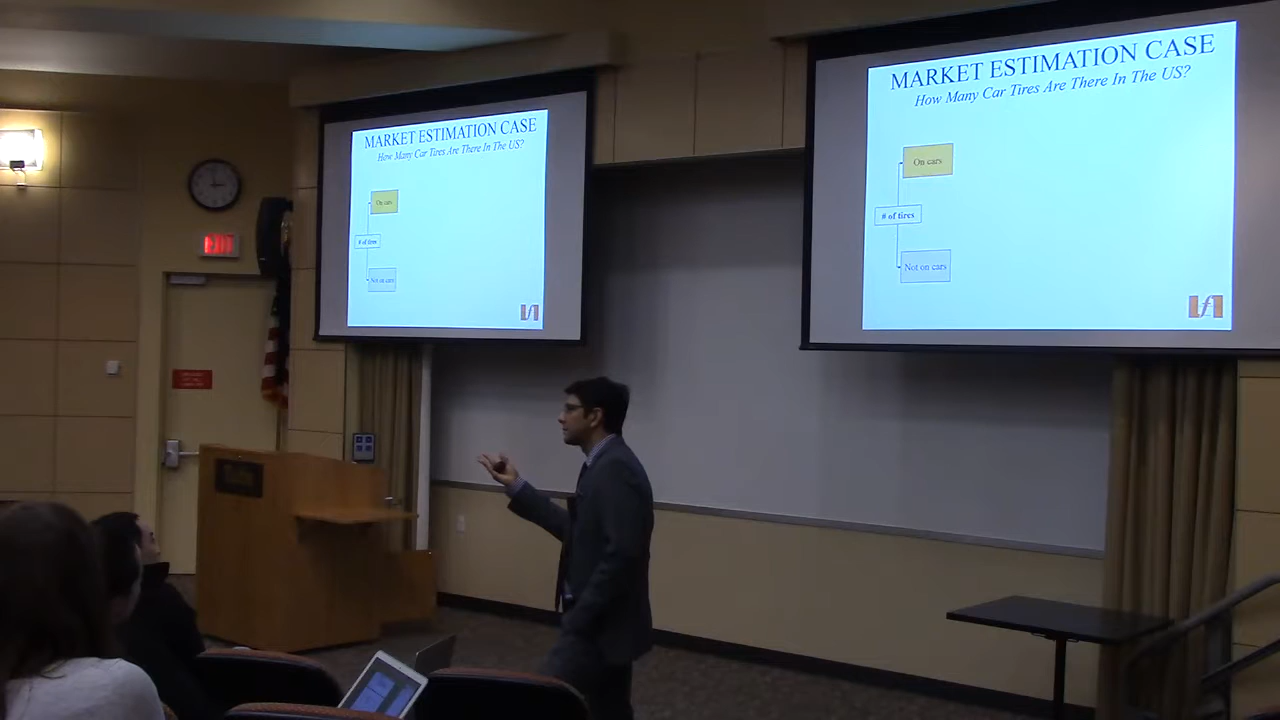 EXIT
MARKET ESTIMATION CASE
How Many Car Tires Are There In The US?
On cars
# of tires
Not on cars
MARKET ESTIMATION CASE
How Many Car Tires Are There In The US?
On cars
# of tires
Not on cars